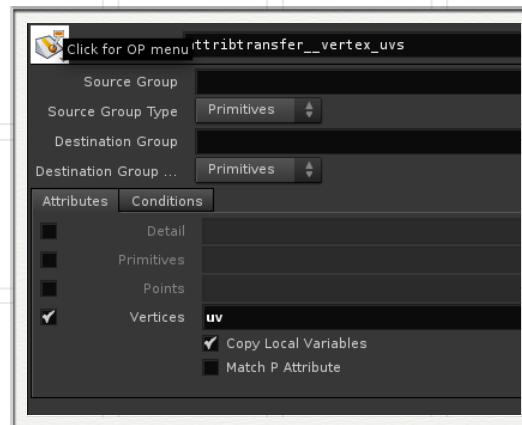 Click for OP menu ttribtransfer__vertex_uvs
Source Group
Source Group Type Primitives
Destination Group
Destination Group ... Primitives
Attributes Conditions
Detail
Primitives
Points
Vertices uv
Copy Local Variables
Match P Attribute